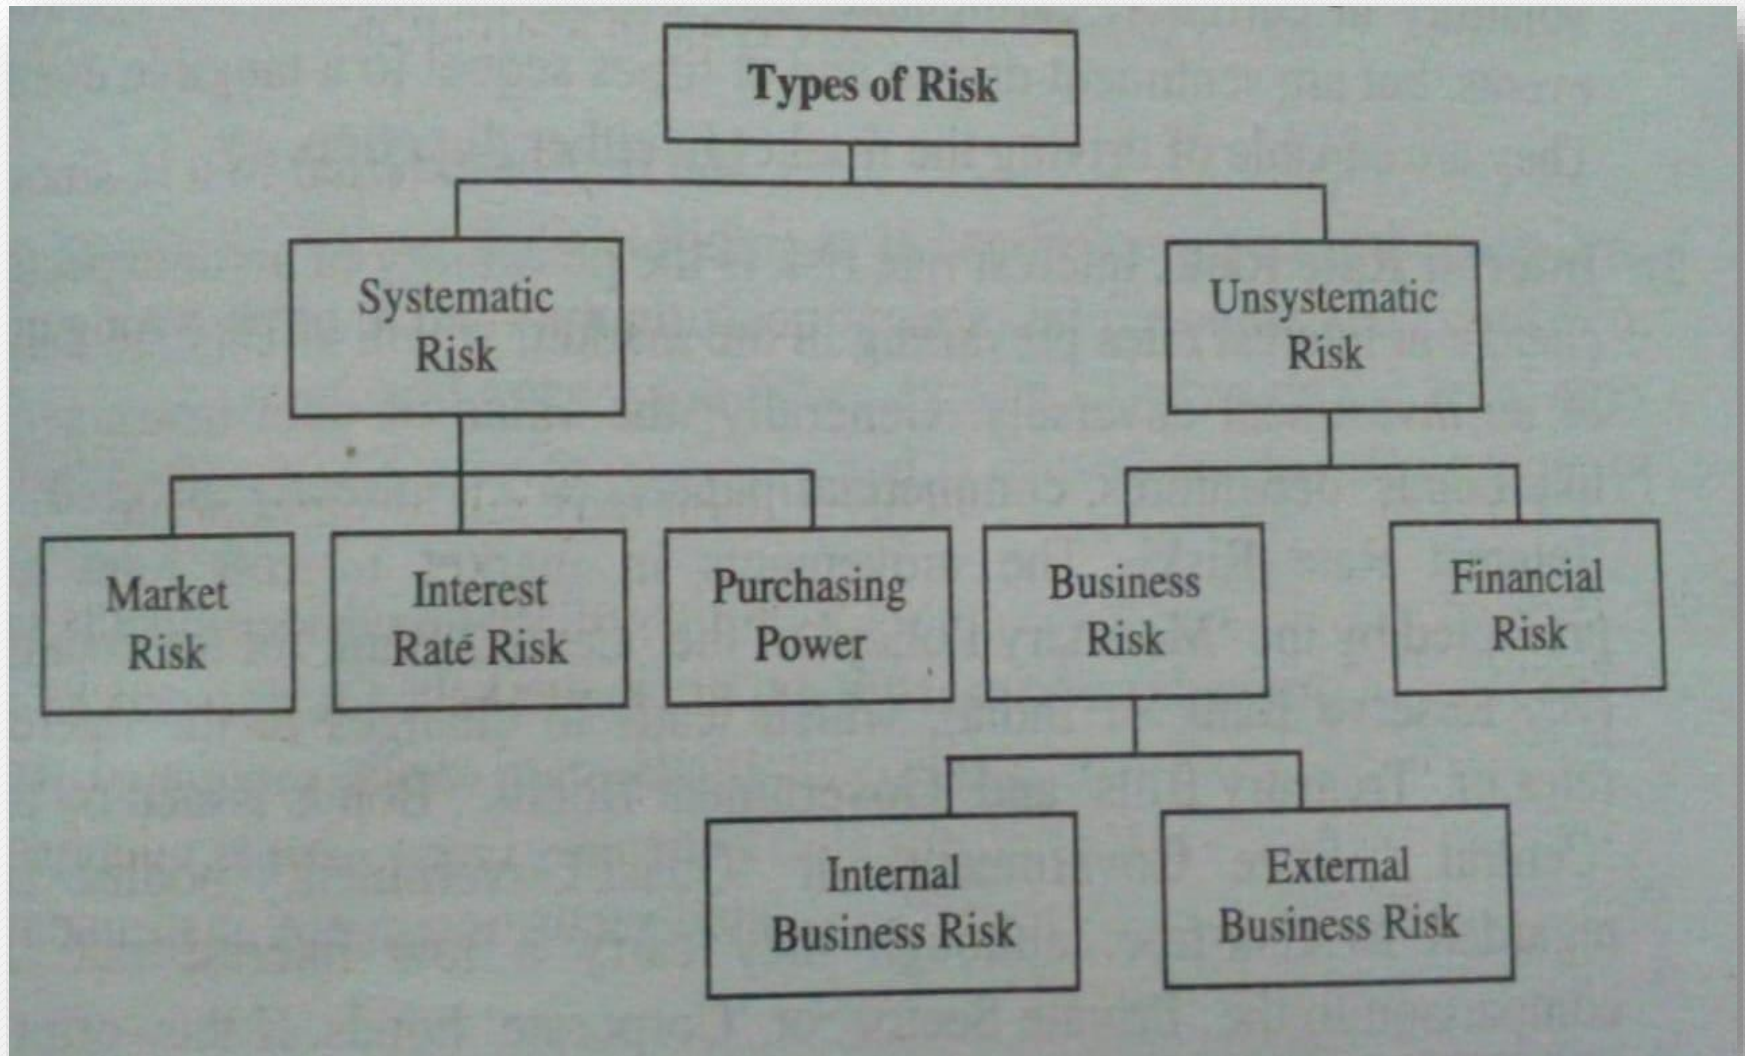 Types of Risk
Systematic
Risk
Unsystematic
Risk
Market
Risk
Interest
Rate Risk
Purchasing
Power
Business
Risk
Financial
Risk
Internal
Business Risk
External
Business Risk